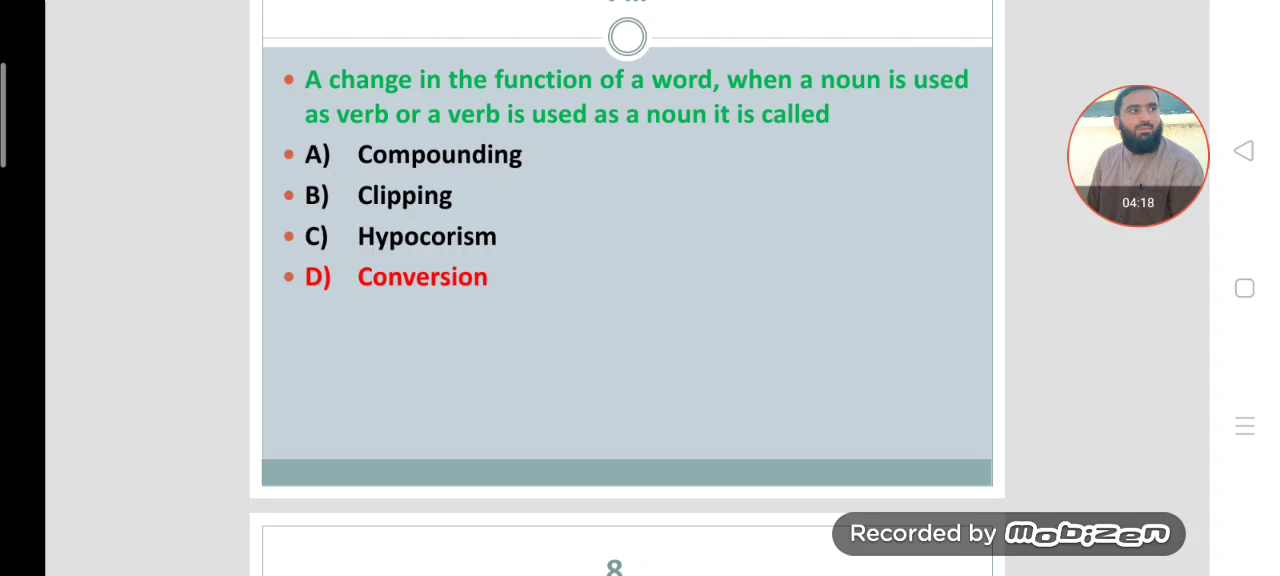 A change in the function of a word, when a noun is used
as verb or a verb is used as a noun it is called
A) Compounding
B) Clipping
C) Hypocorism
D) Conversion
04:18
Recorded by mobizen
8